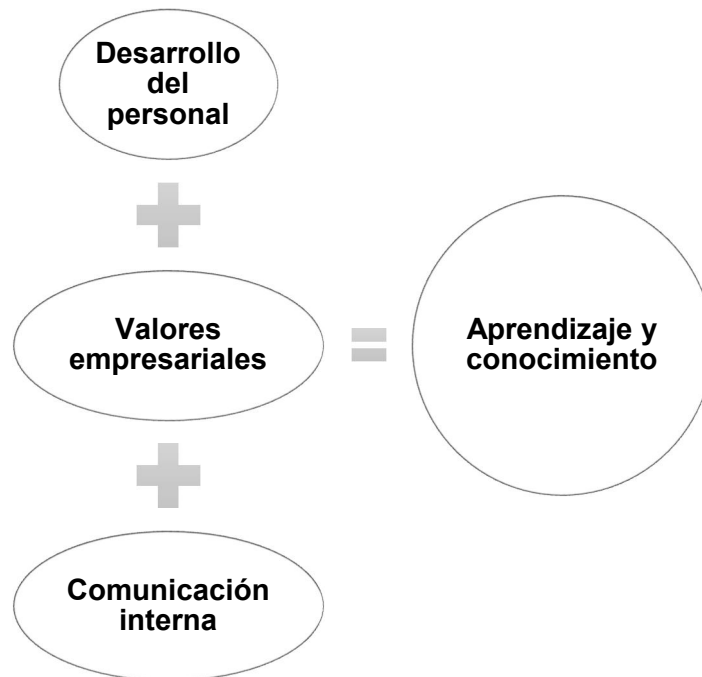 Desarrollo
del
personal
Valores
empresariales
Aprendizaje y
conocimiento
Comunicación
interna